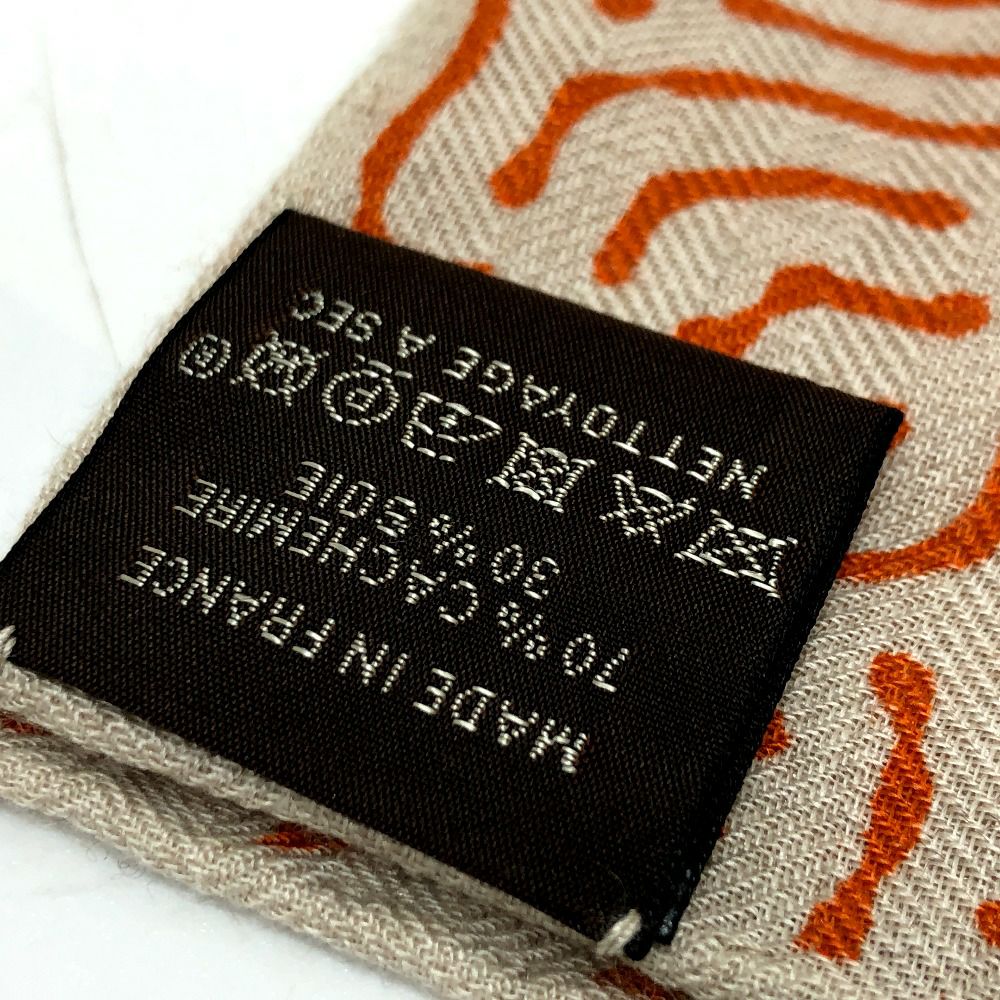 MADE IN FRANCE
70% CACHEMIRE
30% SOIE
NETTOYAGE A SEC